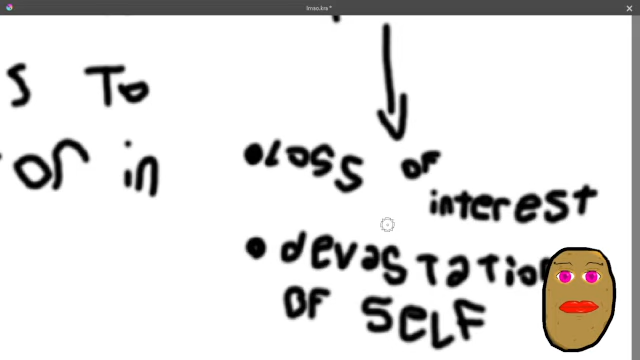 lmao.kra *
s To
or in
•Loss of
interest
• devastation
OF SELF